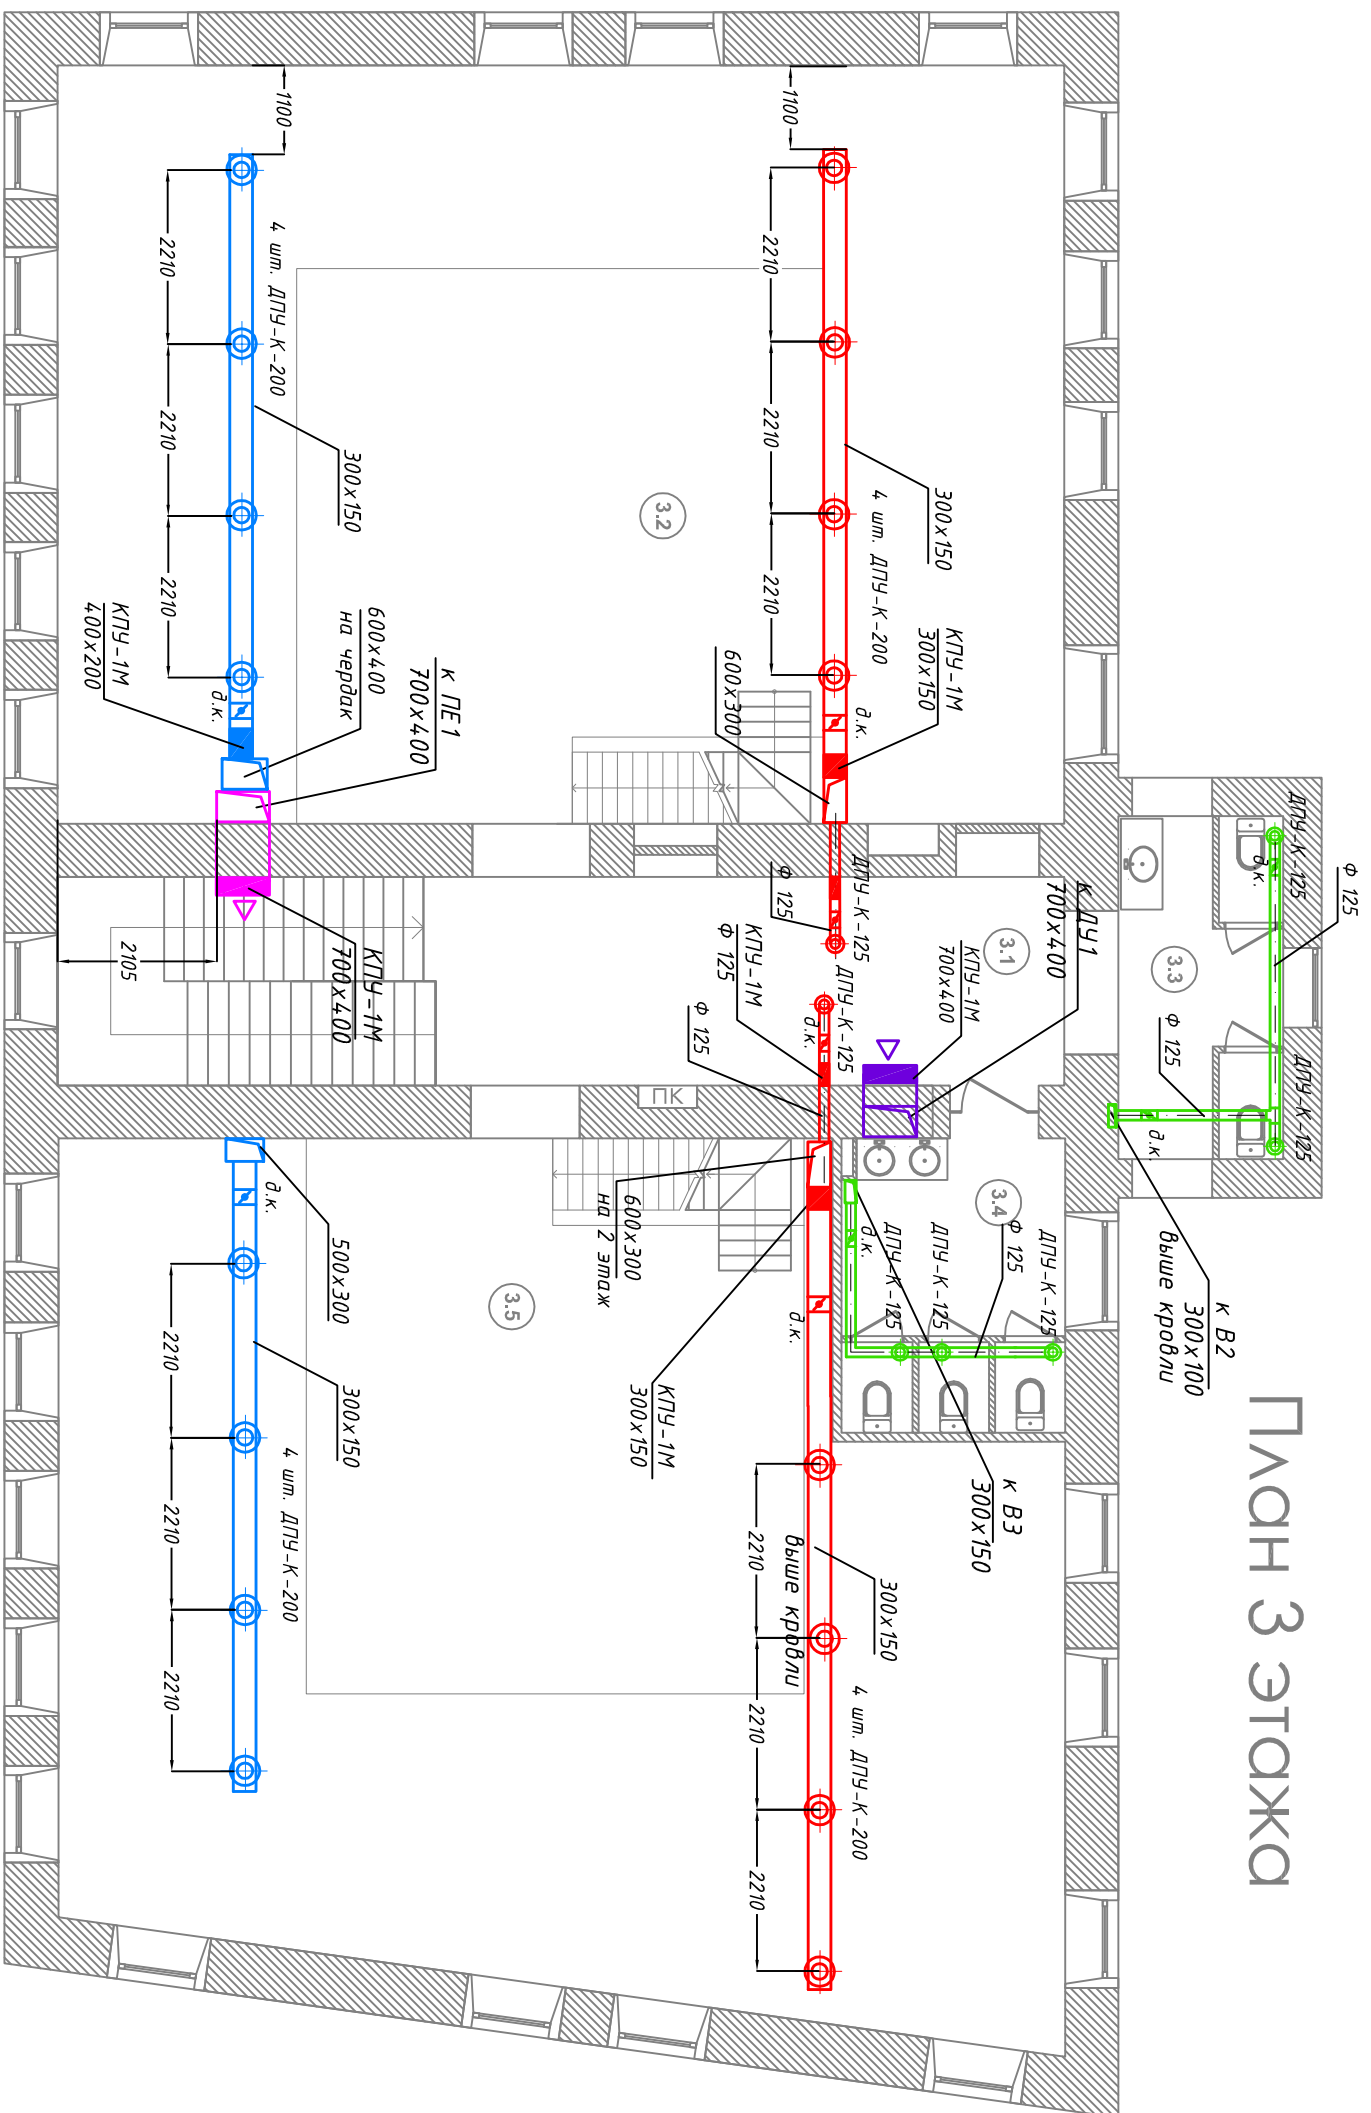 План 3 этажа
ДПУ-К-125
д.к.
Ф 125
ДПУ-К-125
3.3
Ф 125
д.к.
к В2
300х100
Выше кровли
1100
2210
2210
2210
300х150
4 шт. ДПУ-К-200
КПУ-1М
300х150
д.к.
600х300
3.2
ДПУ-К-125
Ф 125
3.1
к ДУ1
700х400
КПУ-1М
700х400
ДПУ-К-125
д.к.
КПУ-1М
Ф 125
Ф 125
ПК
3.4
Ф 125
ДПУ-К-125
ДПУ-К-125
ДПУ-К-125
д.к.
к В3
300х150
Выше кровли
600х300
на 2 этаж
д.к.
КПУ-1М
300х150
2210
2210
2210
300х150
4 шт. ДПУ-К-200
3.5
1100
2210
2210
2210
4 шт. ДПУ-К-200
300х150
д.к.
КПУ-1М
400х200
600х400
на чердак
к ПЕ1
700х400
КПУ-1М
700х400
2105
д.к.
500х300
300х150
2210
2210
2210
4 шт. ДПУ-К-200